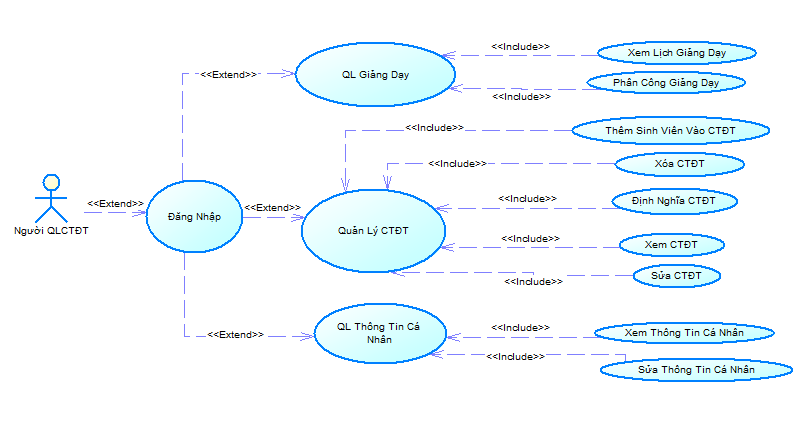 <<Include>>
Xem Lịch Giảng Dạy
<<Extend>>
QL Giảng Dạy
Phân Công Giảng Dạy
<<Include>>
<<Include>>
Thêm Sinh Viên Vào CTĐT
<<Include>>
Xóa CTĐT
<<Extend>>
<<Extend>>
<<Include>>
Định Nghĩa CTĐT
Người QLCTĐT
Đăng Nhập
Quản Lý CTĐT
<<Include>>
Xem CTĐT
Sửa CTĐT
<<Include>>
<<Extend>>
QL Thông Tin Cá
Nhân
<<Include>>
Xem Thông Tin Cá Nhân
<<Include>>
Sửa Thông Tin Cá Nhân